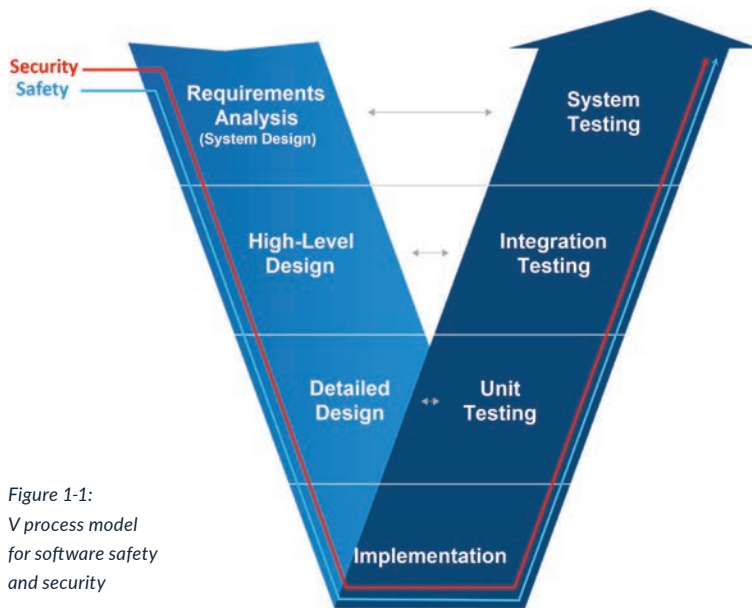 Security
Safety
Requirements
Analysis
(System Design)
System
Testing
High-Level
Design
Integration
Testing
Detailed
Design
Unit
Testing
Implementation
Figure 1-1:
V process model
for software safety
and security